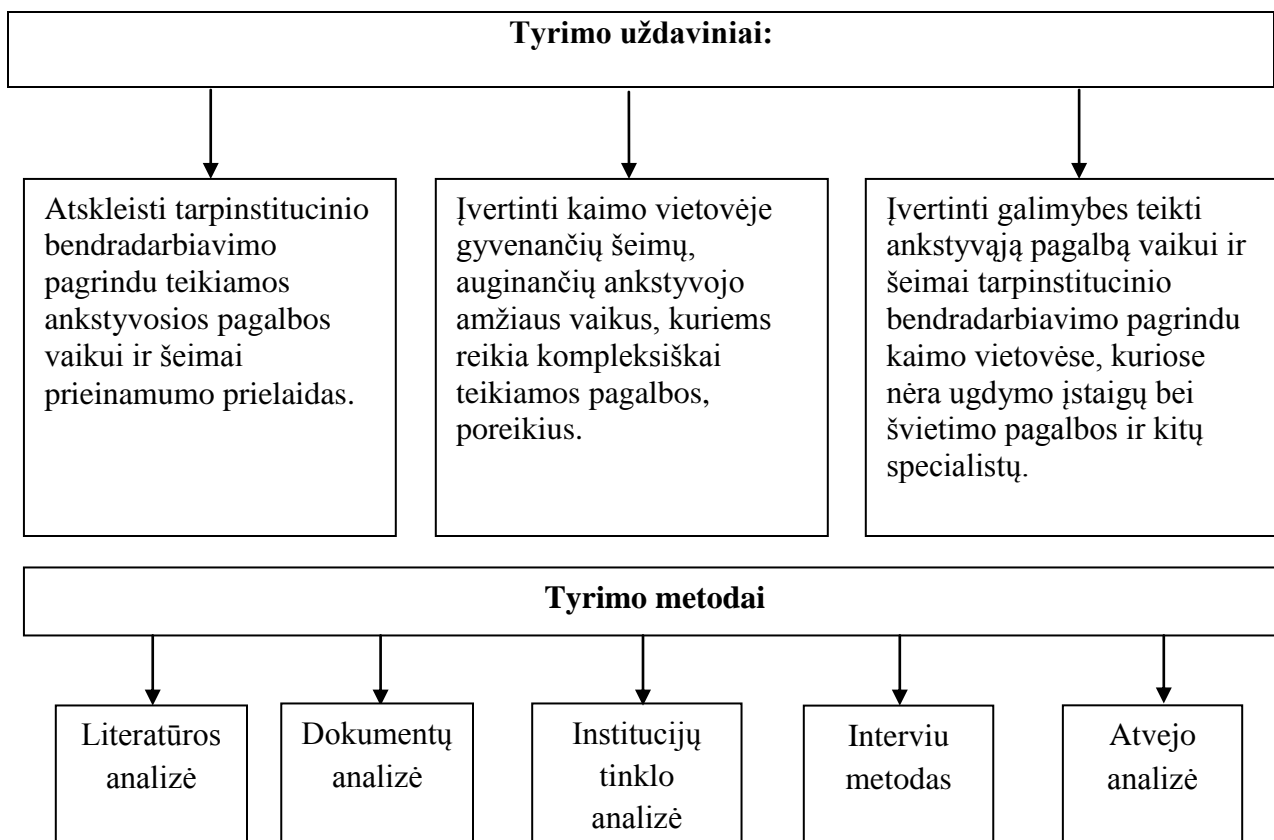 Tyrimo uždaviniai:
Atskleisti tarpinstitucinio
bendradarbiavimo
pagrindu teikiamos
ankstyvosios pagalbos
vaikui ir šeimai
prieinamumo prielaidas.
Įvertinti kaimo vietovėje
gyvenančių šeimų,
auginančių ankstyvojo
amžiaus vaikus, kuriems
reikia kompleksiškai
teikiamos pagalbos,
poreikius.
Įvertinti galimybes teikti
ankstyvąją pagalbą vaikui ir
šeimai tarpinstitucinio
bendradarbiavimo pagrindu
kaimo vietovėse, kuriose
nėra ugdymo įstaigų bei
švietimo pagalbos ir kitų
specialistų.
Tyrimo metodai
Literatūros
analizė
Dokumentų
analizė
Institucijų
tinklo
analizė
Interviu
metodas
Atvejo
analizė